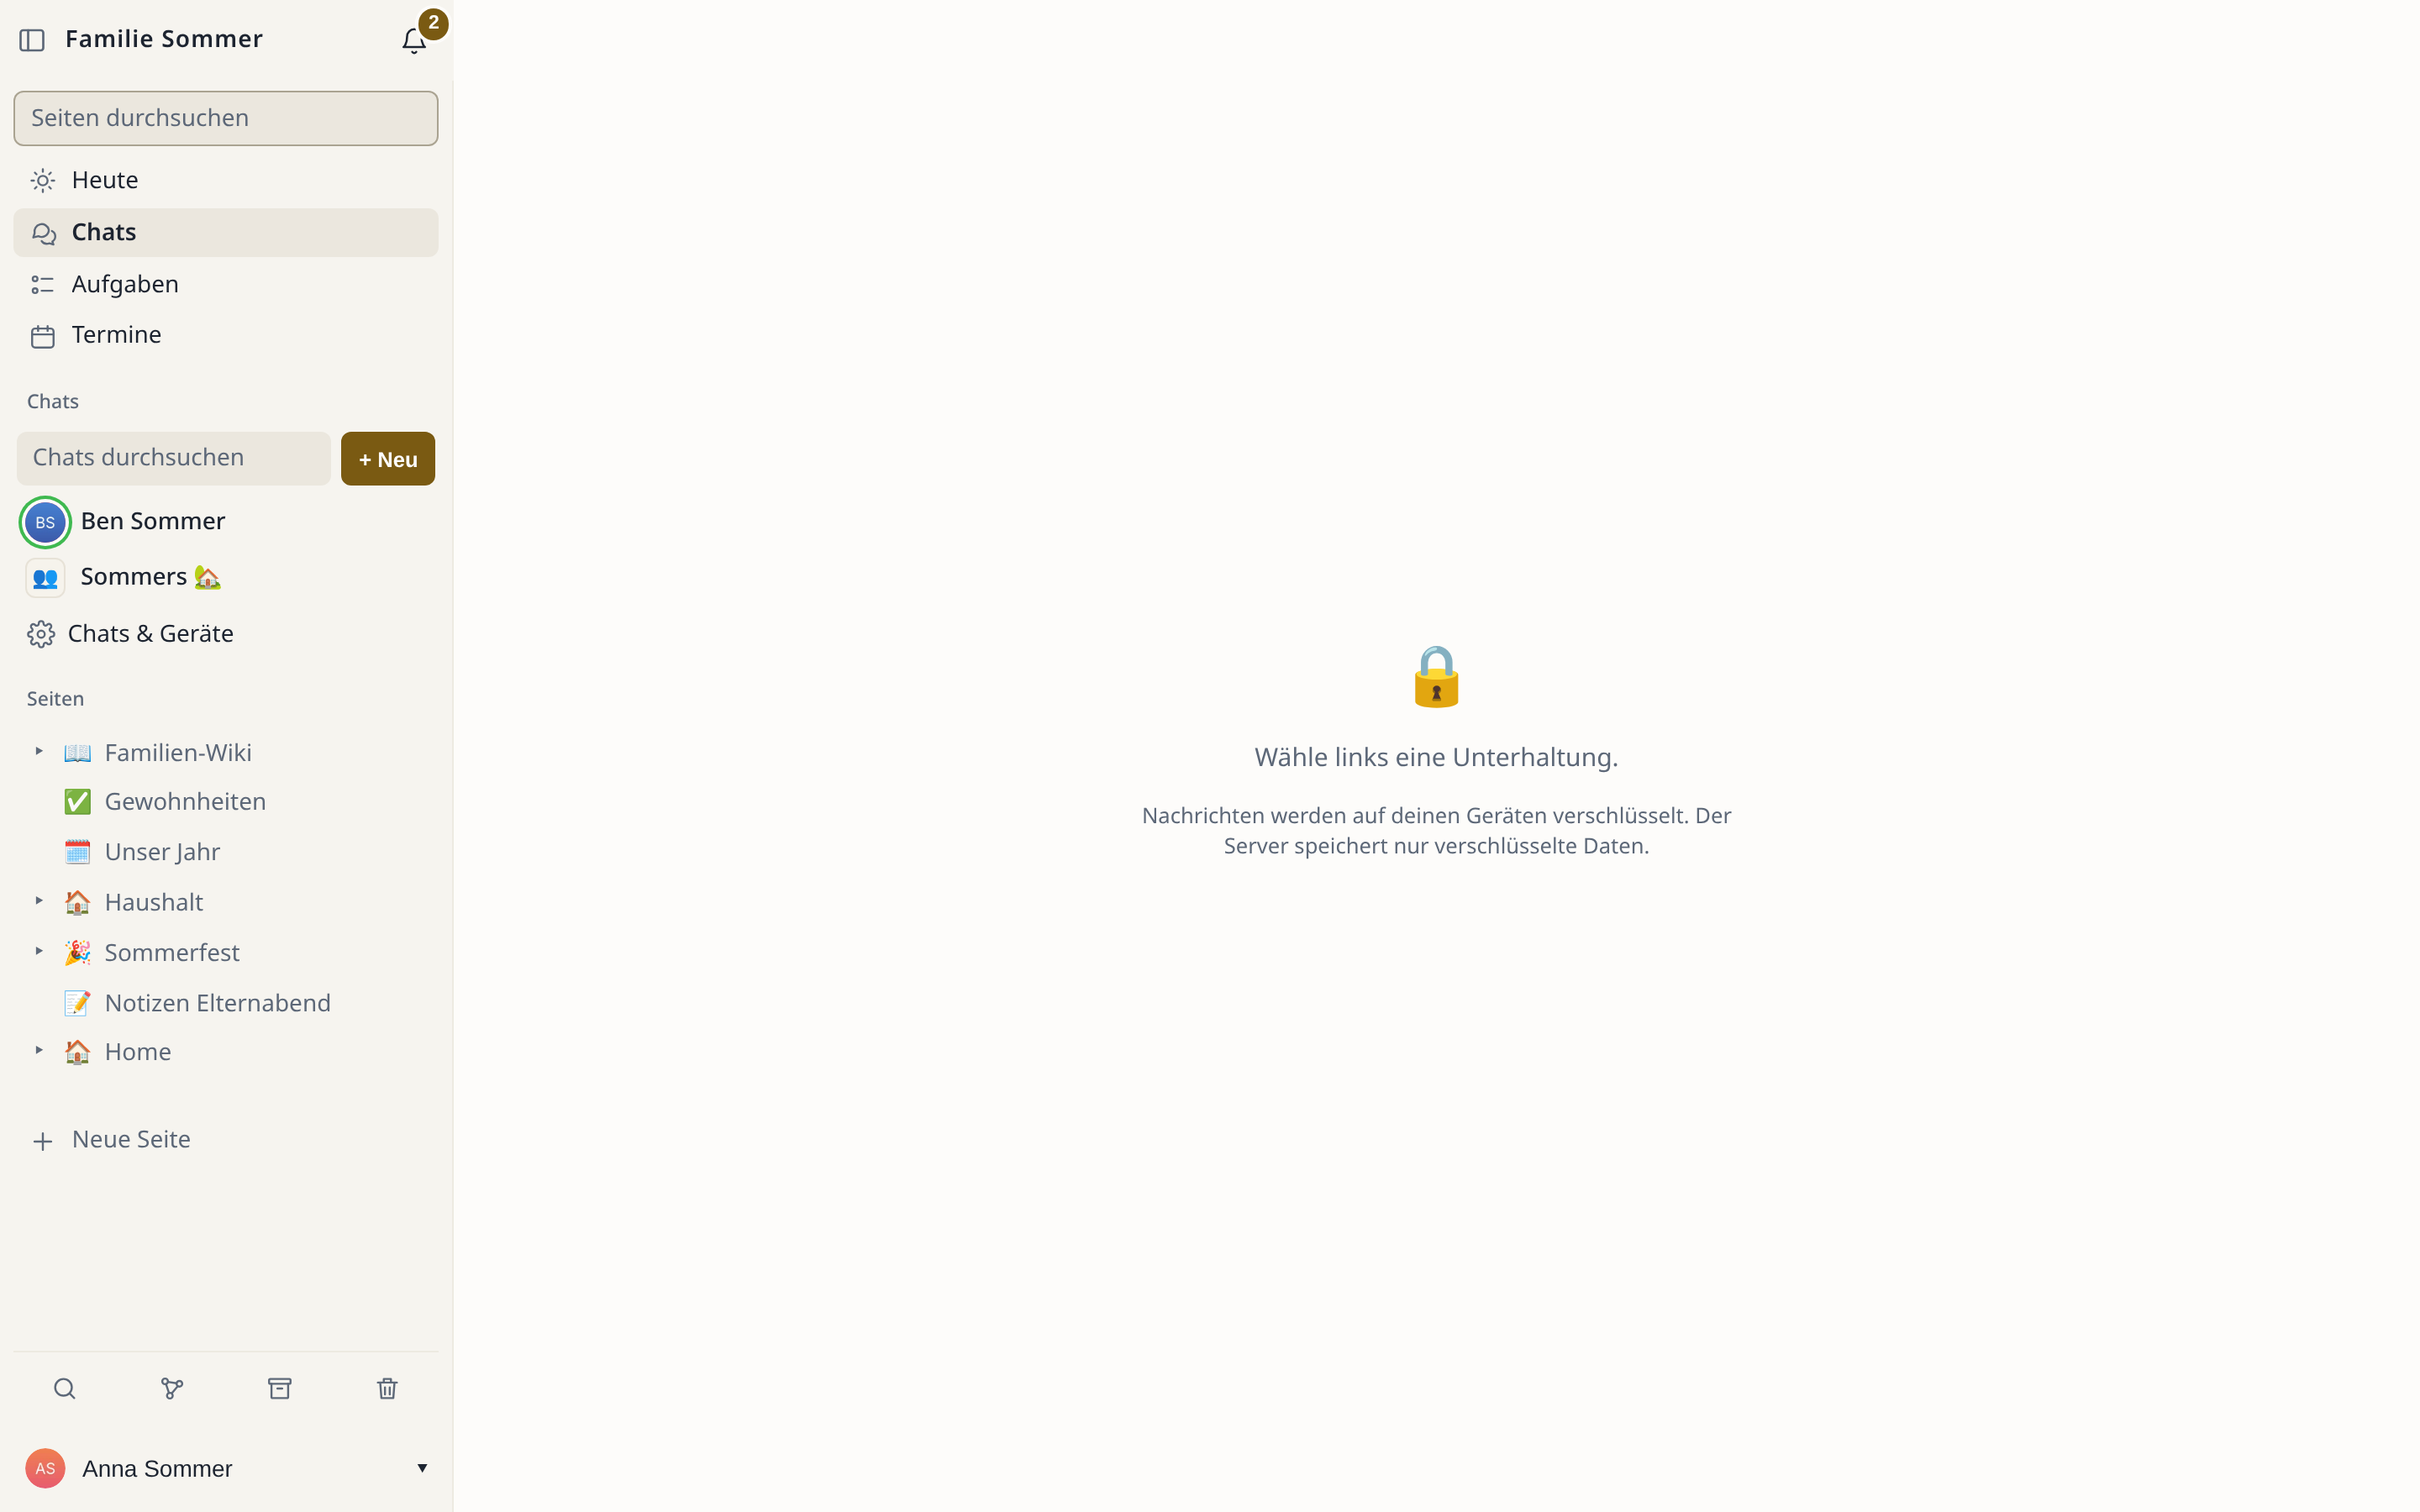 Familie Sommer
2
Seiten durchsuchen
Heute
Chats
Aufgaben
Termine
Chats
Chats durchsuchen
+ Neu
BS
Ben Sommer
Sommers 🏡
Chats & Geräte
Seiten
Familien-Wiki
Gewohnheiten
Unser Jahr
Haushalt
Sommerfest
Notizen Elternabend
Home
Neue Seite
AS
Anna Sommer
Wähle links eine Unterhaltung.
Nachrichten werden auf deinen Geräten verschlüsselt. Der
Server speichert nur verschlüsselte Daten.